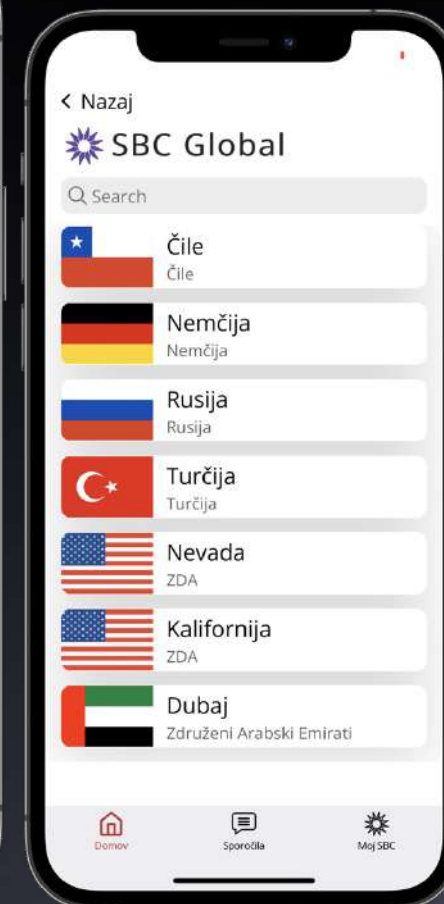 Nazaj
SBC Global
Search
Čile
Čile
Nemčija
Nemčija
Rusija
Rusija
Turčija
Turčija
Nevada
ZDA
Kalifornija
ZDA
Dubaj
Združeni Arabski Emirati
Domov Sporočila Moj SBC